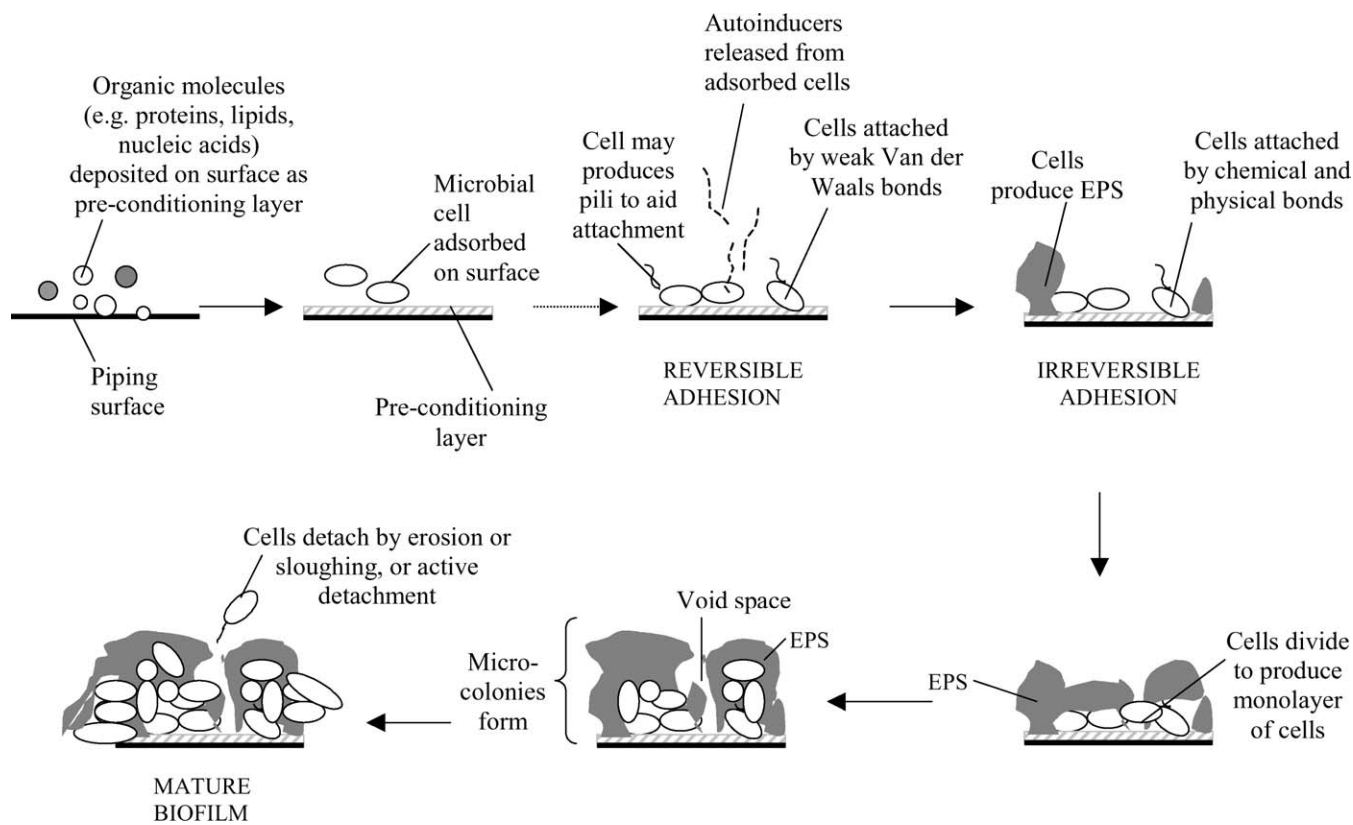 Organic molecules
(e.g. proteins, lipids,
nucleic acids)
deposited on surface as
pre-conditioning layer
Piping
surface
Microbial
cell
adsorbed
on surface
Pre-conditioning
layer
Cell may
produces
pili to aid
attachment
Autoinducers
released from
adsorbed cells
Cells attached
by weak Van der
Waals bonds
REVERSIBLE
ADHESION
Cells
produce EPS
Cells attached
by chemical and
physical bonds
IRREVERSIBLE
ADHESION
EPS
Cells divide
to produce
monolayer
of cells
Void space
EPS
Micro-
colonies
form
Cells detach by erosion or
sloughing, or active
detachment
MATURE
BIOFILM